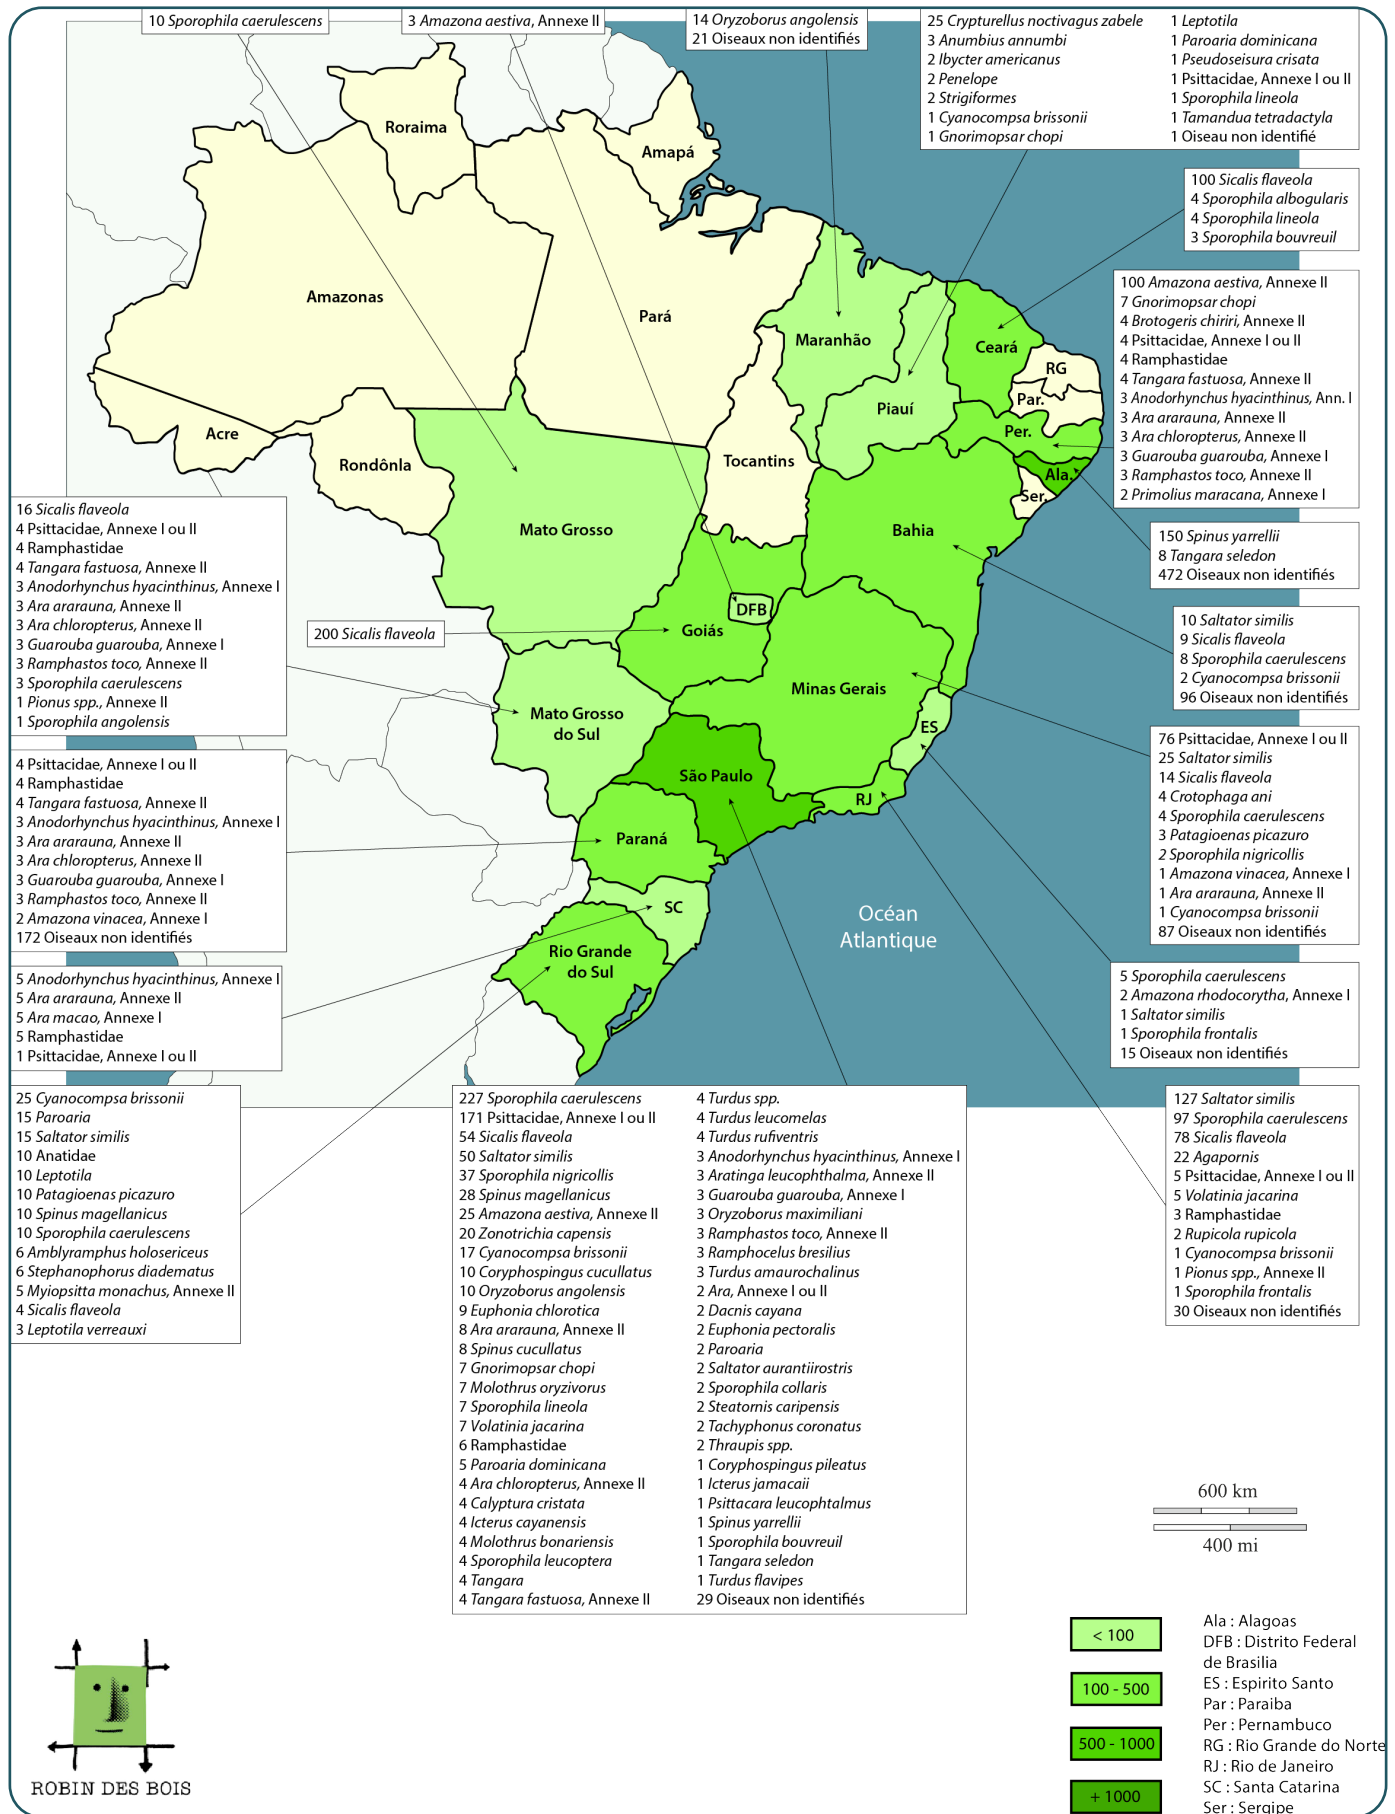 10 Sporophila caerulescens
3 Amazona aestiva, Annexe II
14 Oryzoborus angolensis
21 Oiseaux non identifiés
25 Crypturellus noctivagus zabele
3 Anumbius annumbi
2 Ibycter americanus
2 Penelope
2 Strigiformes
1 Cyanocompsa brissonii
1 Gnorimopsar chopi
1 Leptotila
1 Paroaria dominicana
1 Pseudoseisura crisata
1 Psittacidae, Annexe I ou II
1 Sporophila lineola
1 Tamandua tetradactyla
1 Oiseau non identifié
100 Sicalis flaveola
4 Sporophila albogularis
4 Sporophila lineola
3 Sporophila bouvreuil
100 Amazona aestiva, Annexe II
7 Gnorimopsar chopi
4 Brotogeris chiriri, Annexe II
4 Psittacidae, Annexe I ou II
4 Ramphastidae
4 Tangara fastuosa, Annexe II
3 Anodorhynchus hyacinthinus, Ann. I
3 Ara ararauna, Annexe II
3 Ara chloropterus, Annexe II
3 Guarouba guarouba, Annexe I
3 Ramphastos toco, Annexe II
2 Primolius maracana, Annexe I
150 Spinus yarrellii
8 Tangara seledon
472 Oiseaux non identifiés
10 Saltator similis
9 Sicalis flaveola
8 Sporophila caerulescens
2 Cyanocompsa brissonii
96 Oiseaux non identifiés
76 Psittacidae, Annexe I ou II
25 Saltator similis
14 Sicalis flaveola
4 Crotophaga ani
4 Sporophila caerulescens
3 Patagioenas picazuro
2 Sporophila nigricollis
1 Amazona vinacea, Annexe I
1 Ara ararauna, Annexe II
1 Cyanocompsa brissonii
87 Oiseaux non identifiés
5 Sporophila caerulescens
2 Amazona rhodocorytha, Annexe I
1 Saltator similis
1 Sporophila frontalis
15 Oiseaux non identifiés
127 Saltator similis
97 Sporophila caerulescens
78 Sicalis flaveola
22 Agapornis
5 Psittacidae, Annexe I ou II
5 Volatinia jacarina
3 Ramphastidae
2 Rupicola rupicola
1 Cyanocompsa brissonii
1 Pionus spp., Annexe II
1 Sporophila frontalis
30 Oiseaux non identifiés
Roraima
Amapá
Amazonas
Pará
Maranhão
Ceará
RG
Par.
Piauí
Per.
Acre
Rondônla
Tocantins
Ala.
Ser.
Mato Grosso
Bahia
DFB
Goiás
200 Sicalis flaveola
Minas Gerais
Mato Grosso
do Sul
ES
São Paulo
RJ
Paraná
SC
Rio Grande
do Sul
Océan
Atlantique
16 Sicalis flaveola
4 Psittacidae, Annexe I ou II
4 Ramphastidae
4 Tangara fastuosa, Annexe II
3 Anodorhynchus hyacinthinus, Annexe I
3 Ara ararauna, Annexe II
3 Ara chloropterus, Annexe II
3 Guarouba guarouba, Annexe I
3 Ramphastos toco, Annexe II
3 Sporophila caerulescens
1 Pionus spp., Annexe II
1 Sporophila angolensis
4 Psittacidae, Annexe I ou II
4 Ramphastidae
4 Tangara fastuosa, Annexe II
3 Anodorhynchus hyacinthinus, Annexe I
3 Ara ararauna, Annexe II
3 Ara chloropterus, Annexe II
3 Guarouba guarouba, Annexe I
3 Ramphastos toco, Annexe II
2 Amazona vinacea, Annexe I
172 Oiseaux non identifiés
5 Anodorhynchus hyacinthinus, Annexe I
5 Ara ararauna, Annexe II
5 Ara macao, Annexe I
5 Ramphastidae
1 Psittacidae, Annexe I ou II
25 Cyanocompsa brissonii
15 Paroaria
15 Saltator similis
10 Anatidae
10 Leptotila
10 Patagioenas picazuro
10 Spinus magellanicus
10 Sporophila caerulescens
6 Amblyramphus holosericeus
6 Stephanophorus diadematus
5 Myiopsitta monachus, Annexe II
4 Sicalis flaveola
3 Leptotila verreauxi
227 Sporophila caerulescens
171 Psittacidae, Annexe I ou II
54 Sicalis flaveola
50 Saltator similis
37 Sporophila nigricollis
28 Spinus magellanicus
25 Amazona aestiva, Annexe II
20 Zonotrichia capensis
17 Cyanocompsa brissonii
10 Coryphospingus cucullatus
10 Oryzoborus angolensis
9 Euphonia chlorotica
8 Ara ararauna, Annexe II
8 Spinus cucullatus
7 Gnorimopsar chopi
7 Molothrus oryzivorus
7 Sporophila lineola
7 Volatinia jacarina
6 Ramphastidae
5 Paroaria dominicana
4 Ara chloropterus, Annexe II
4 Calyptura cristata
4 Icterus cayanensis
4 Molothrus bonariensis
4 Sporophila leucoptera
4 Tangara
4 Tangara fastuosa, Annexe II
4 Turdus spp.
4 Turdus leucomelas
4 Turdus rufiventris
3 Anodorhynchus hyacinthinus, Annexe I
3 Aratinga leucophthalma, Annexe II
3 Guarouba guarouba, Annexe I
3 Oryzoborus maximiliani
3 Ramphastos toco, Annexe II
3 Ramphocelus bresilius
3 Turdus amaurochalinus
2 Ara, Annexe I ou II
2 Dacnis cayana
2 Euphonia pectoralis
2 Paroaria
2 Saltator aurantiirostris
2 Sporophila collaris
2 Steatornis caripensis
2 Tachyphonus coronatus
2 Thraupis spp.
1 Coryphospingus pileatus
1 Icterus jamacaii
1 Psittacara leucophtalmus
1 Spinus yarrellii
1 Sporophila bouvreuil
1 Tangara seledon
1 Turdus flavipes
29 Oiseaux non identifiés
600 km
400 mi
< 100
100 - 500
500 - 1000
+ 1000
Ala : Alagoas
DFB : Distrito Federal
de Brasilia
ES : Espirito Santo
Par : Paraiba
Per : Pernambuco
RG : Rio Grande do Norte
RJ : Rio de Janeiro
SC : Santa Catarina
Ser : Sergipe
ROBIN DES BOIS